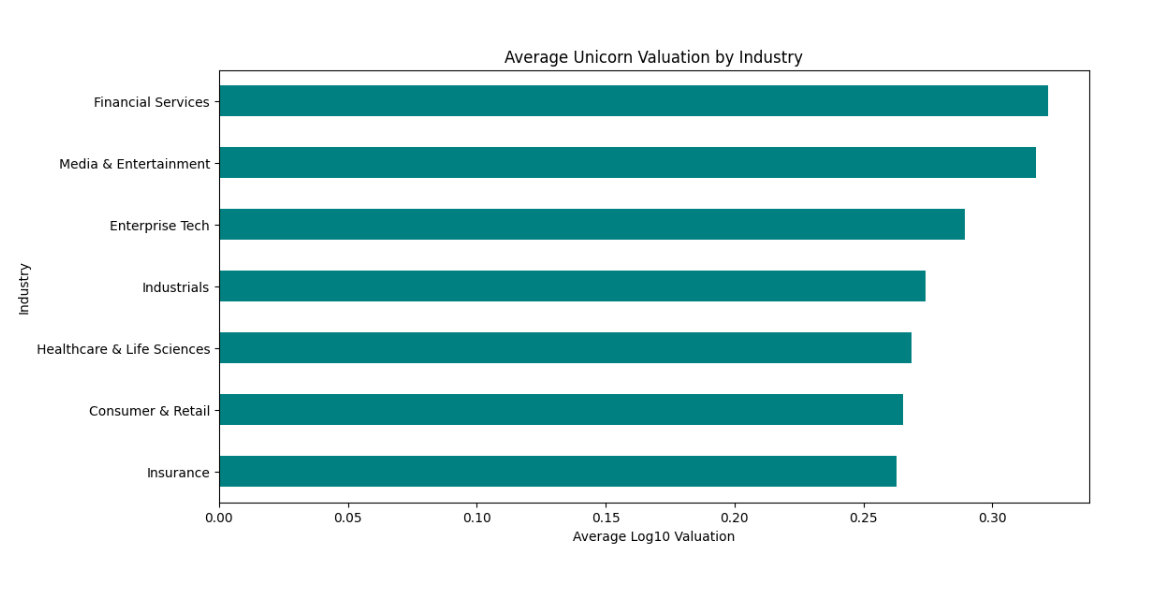 Average Unicorn Valuation by Industry
Financial Services
Media & Entertainment
Enterprise Tech
Industrials
Healthcare & Life Sciences
Consumer & Retail
Insurance
Industry
0.00 0.05 0.10 0.15 0.20 0.25 0.30
Average Log10 Valuation